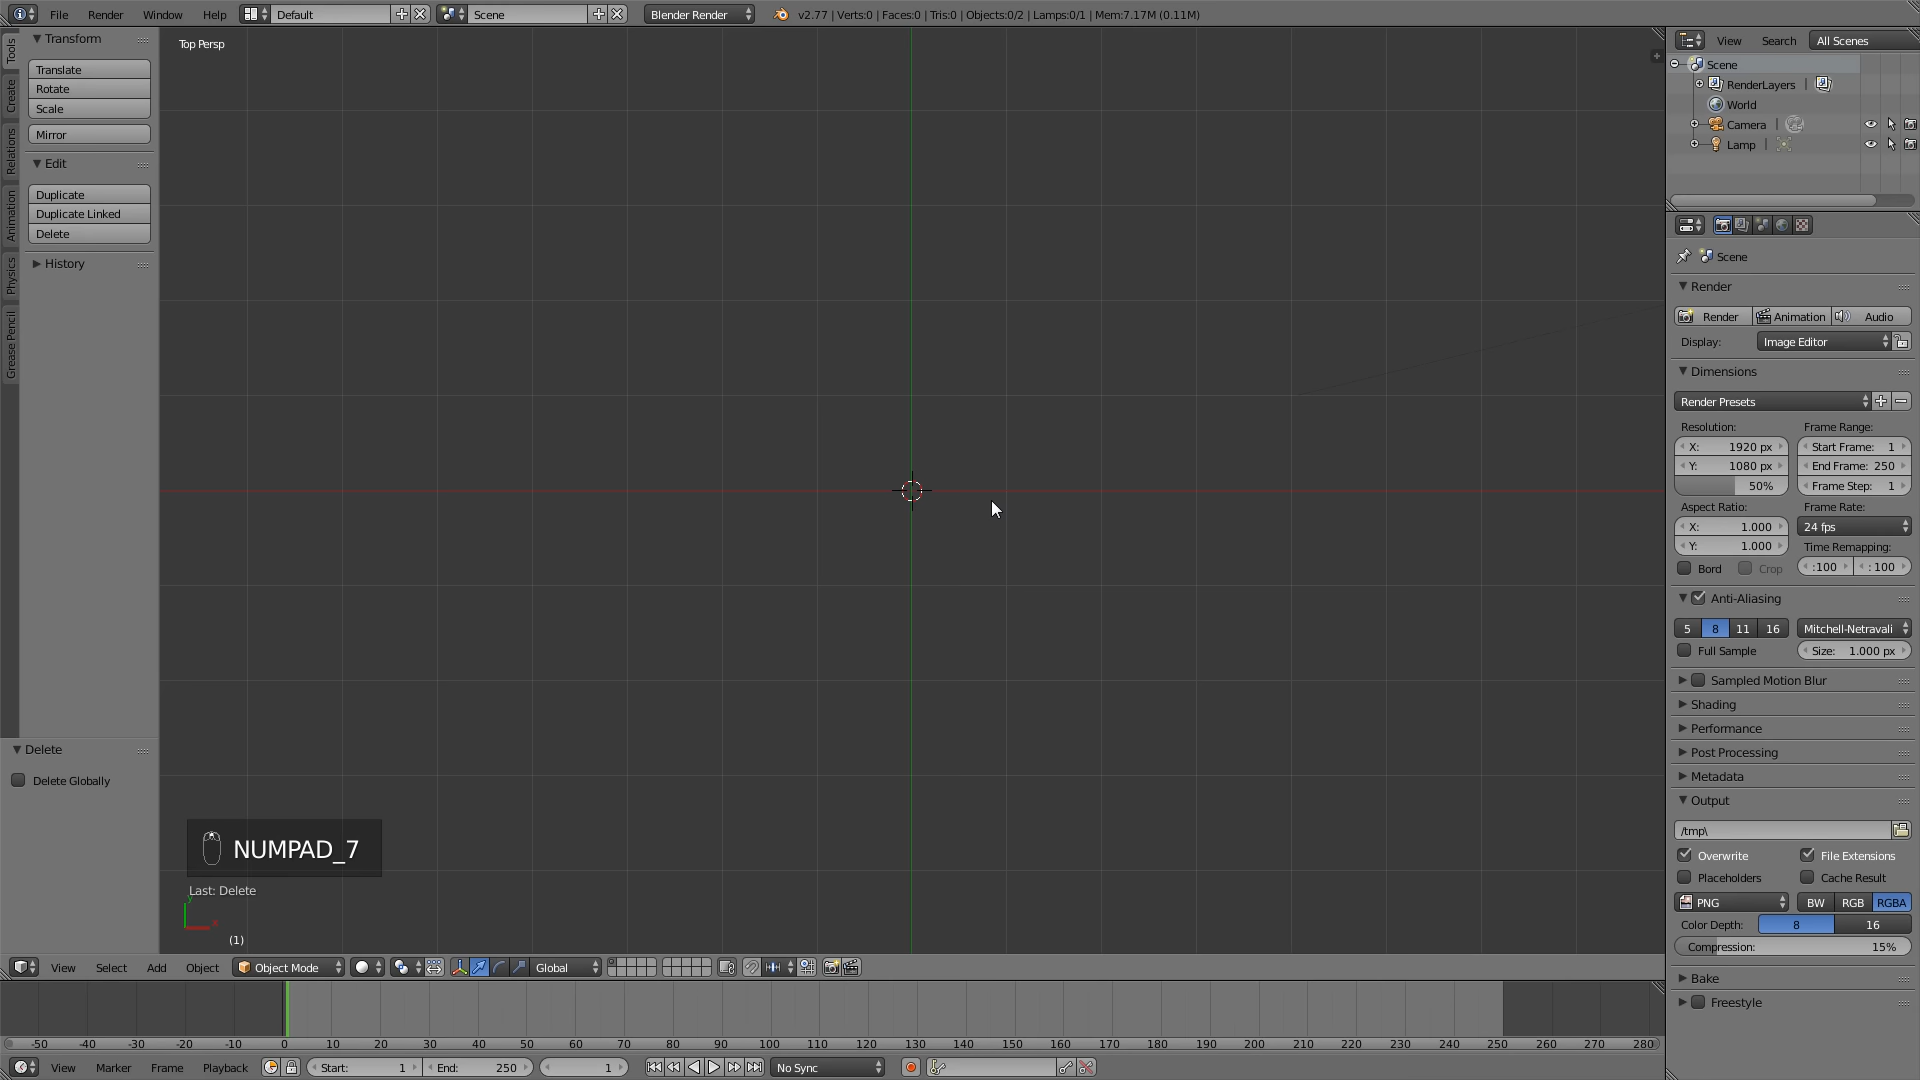 File Render Window Help Default Scene Blender Render v2.77 | Verts:0 | Faces:0 | Tris:0 | Objects:0/2 | Lamps:0/1 | Mem:7.17M (0.11M)
Tools
Create
Relations
Animation
Physics
Grease Pencil
Transform
Translate
Rotate
Scale
Mirror
Edit
Duplicate
Duplicate Linked
Delete
History
Delete
Delete Globally
Top Persp
NUMPAD_7
Last: Delete
y
x
(1)
View Select Add Object Object Mode Global
-50 -40 -30 -20 -10 0 10 20 30 40 50 60 70 80 90 100 110 120 130 140 150 160 170 180 190 200 210 220 230 240 250 260 270 280
View Marker Frame Playback Start: 1 End: 250 1 No Sync
View Search All Scenes
Scene
RenderLayers |
World
Camera |
Lamp |
Scene
Render
Render Animation Audio
Display: Image Editor
Dimensions
Render Presets
Resolution: Frame Range:
X: 1920 px Start Frame: 1
Y: 1080 px End Frame: 250
50% Frame Step: 1
Aspect Ratio: Frame Rate:
X: 1.000 24 fps
Y: 1.000 Time Remapping:
Bord Crop :100 : 100
Anti-Aliasing
5 8 11 16 Mitchell-Netravali
Full Sample Size: 1.000 px
Sampled Motion Blur
Shading
Performance
Post Processing
Metadata
Output
/tmp\
Overwrite File Extensions
Placeholders Cache Result
PNG BW RGB RGBA
Color Depth: 8 16
Compression: 15%
Bake
Freestyle